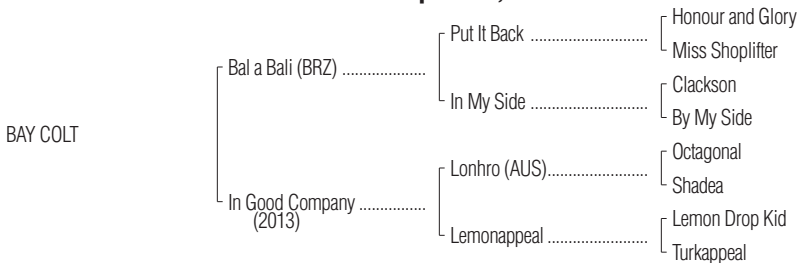 Honour and Glory
Put It Back ........................
Miss Shoplifter
Bal a Bali (BRZ) .....................
Clackson
In My Side ........................
By My Side
BAY COLT
Octagonal
Lonhro (AUS)........................
Shadea
In Good Company .................
(2013)
Lemon Drop Kid
Lemonappeal ........................
Turkappeal